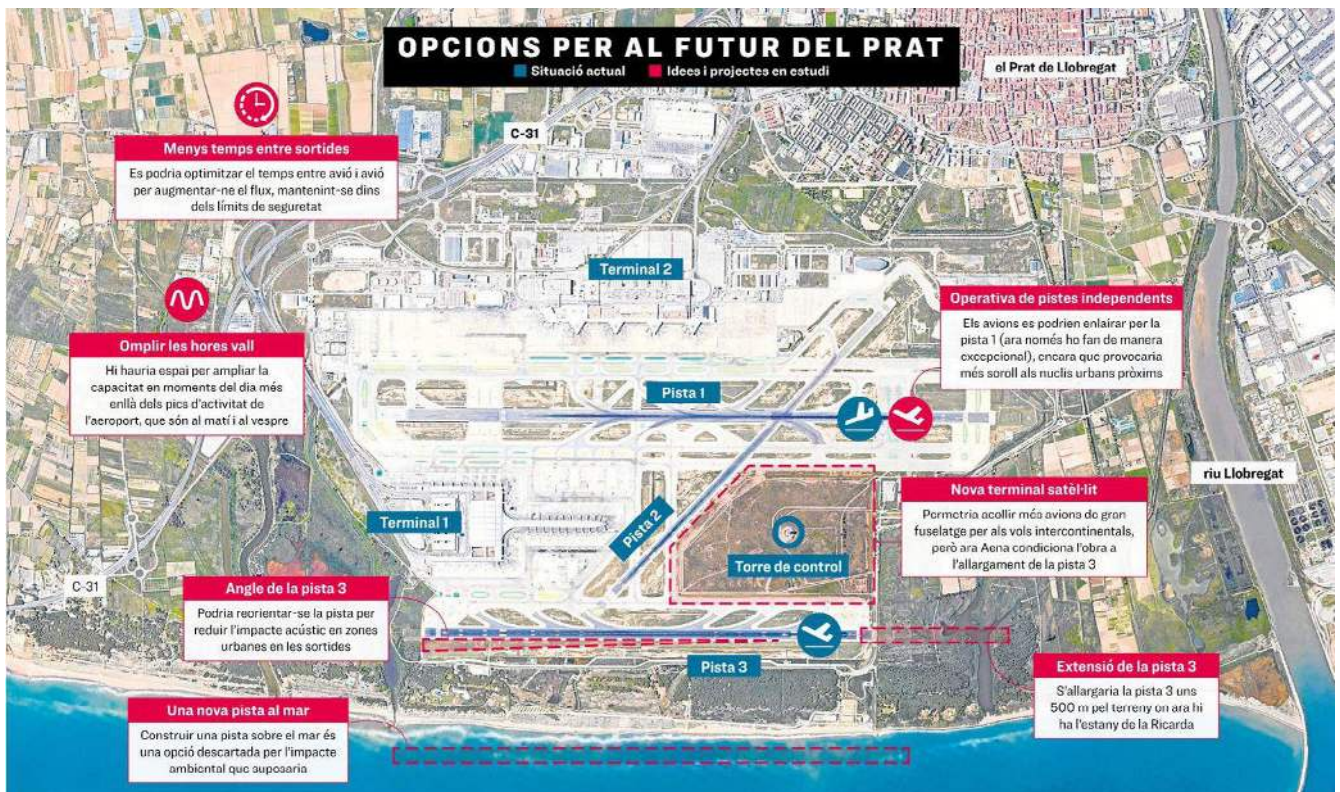 OPCIONS PER AL FUTUR DEL PRAT
Situació actual
Idees i projectes en estudi
el Prat de Llobregat
C-31
Menys temps entre sortides
Es podria optimitzar el temps entre avió i avió
per augmentar-ne el flux, mantenint-se dins
dels límits de seguretat
Terminal 2
Operativa de pistes independents
Els avions es podrien enlairar per la
pista 1 (ara només ho fan de manera
excepcional), encara que provocaria
més soroll als nuclis urbans pròxims
Omplir les hores vall
Hi hauria espai per ampliar la
capacitat en moments del dia més
enllà dels pics d'activitat de
l'aeroport, que són al matí i al vespre
Pista 1
riu Llobregat
Nova terminal satèl·lit
Permetria acollir més avions de gran
fuselatge per als vols intercontinentals,
però ara Aena condiciona l'obra a
l'allargament de la pista 3
Terminal 1
Pista 2
Torre de control
C-31
Angle de la pista 3
Podria reorientar-se la pista per
reduir l'impacte acústic en zones
urbanes en les sortides
Pista 3
Extensió de la pista 3
S'allargaria la pista 3 uns
500 m pel terreny on ara hi
ha l'estany de la Ricarda
Una nova pista al mar
Construir una pista sobre el mar és
una opció descartada per l'impacte
ambiental que suposaria